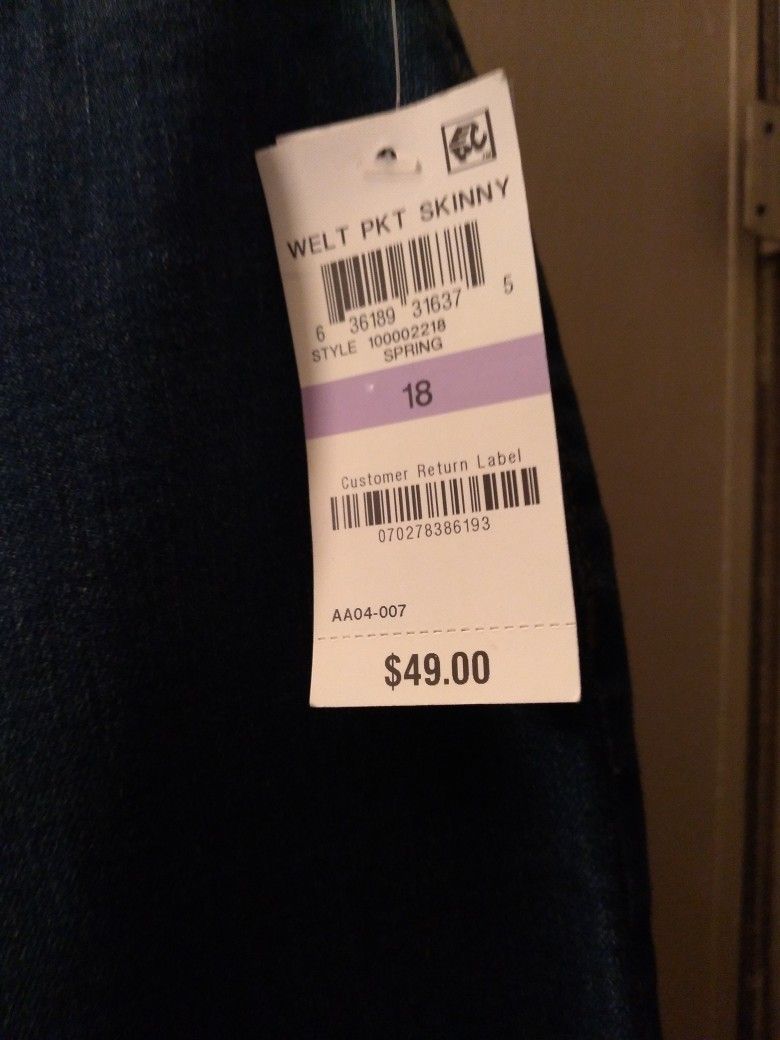 WELT PKT SKINNY
6 36189 31637 5
STYLE 100002218
SPRING
18
Customer Return Label
070278386193
AA04-007
$49.00